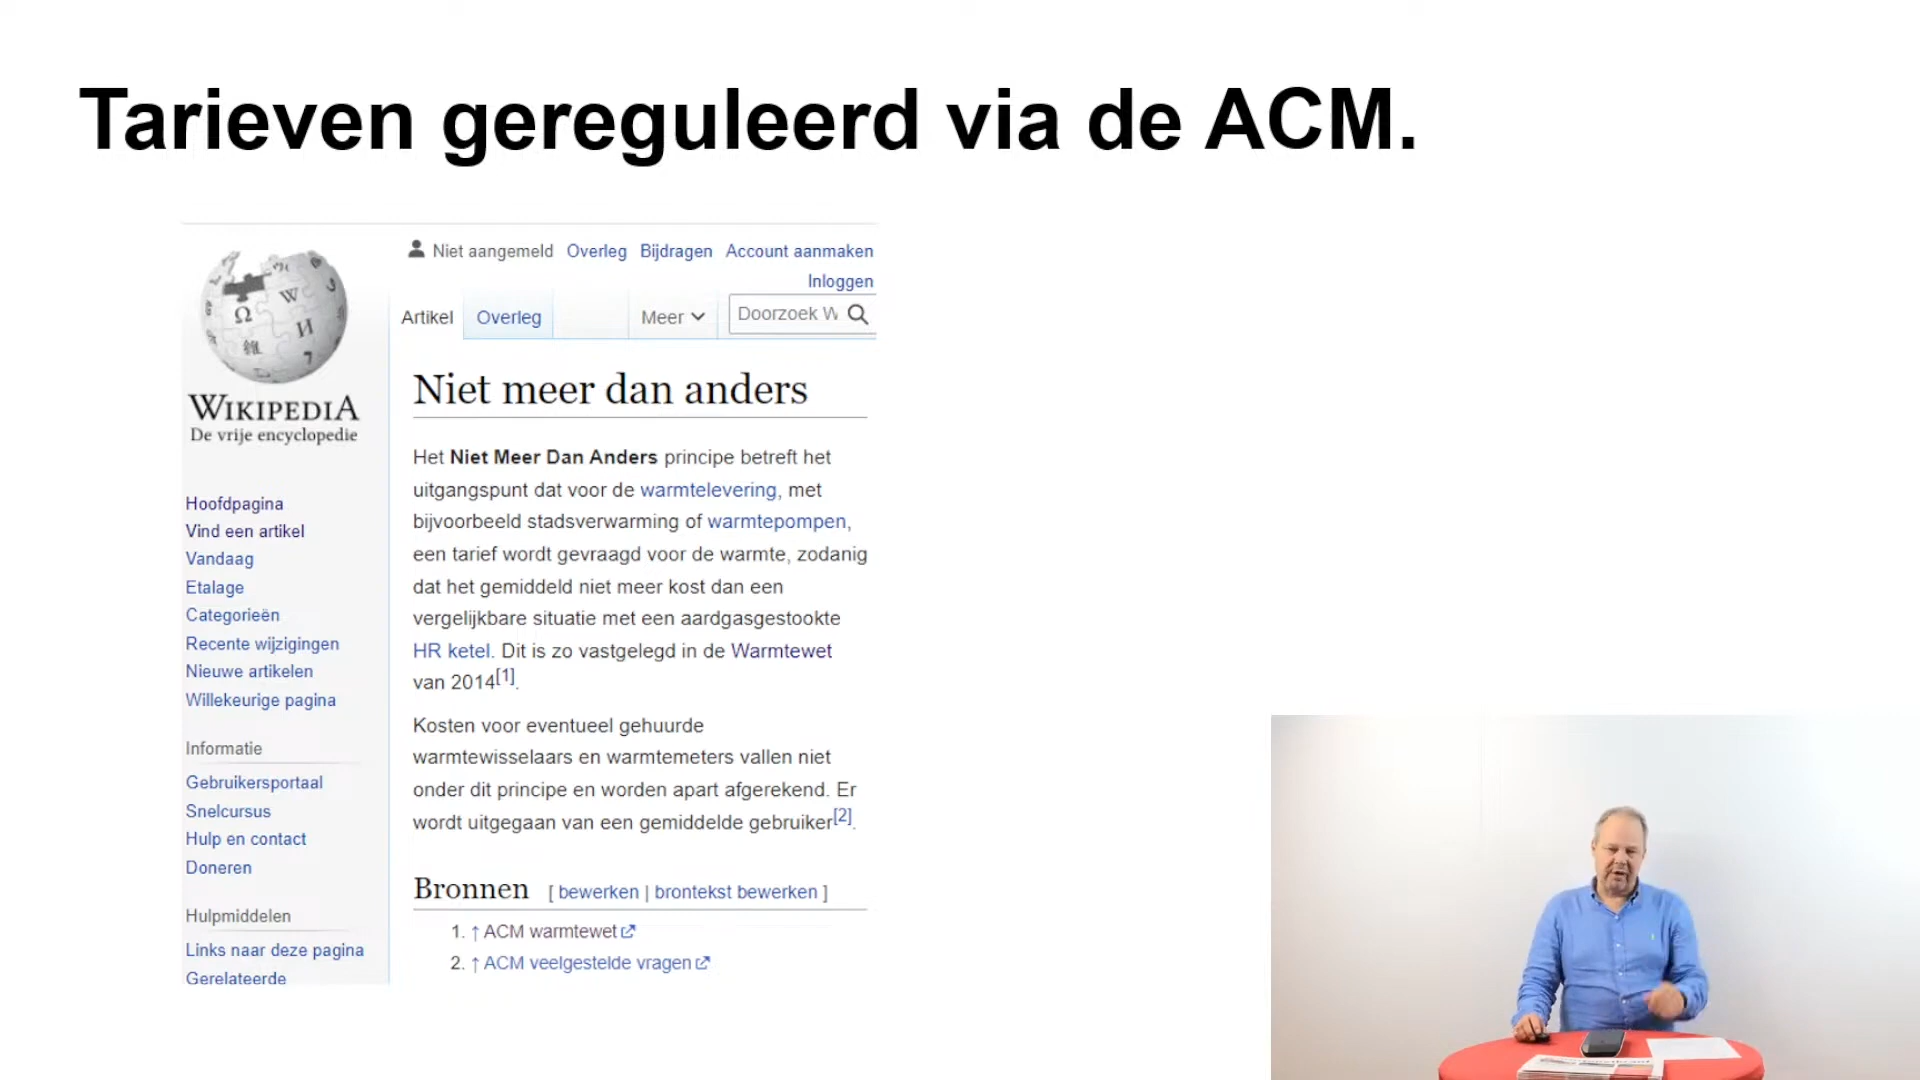 Tarieven gereguleerd via de ACM.
Niet aangemeld Overleg Bijdragen Account aanmaken
Inloggen
Artikel Overleg Meer Doorzoek W
WIKIPEDIA
De vrije encyclopedie
Hoofdpagina
Vind een artikel
Vandaag
Etalage
Categorieën
Recente wijzigingen
Nieuwe artikelen
Willekeurige pagina
Informatie
Gebruikersportaal
Snelcursus
Hulp en contact
Doneren
Hulpmiddelen
Links naar deze pagina
Gerelateerde
Niet meer dan anders
Het Niet Meer Dan Anders principe betreft het
uitgangspunt dat voor de warmtelevering, met
bijvoorbeeld stadsverwarming of warmtepompen,
een tarief wordt gevraagd voor de warmte, zodanig
dat het gemiddeld niet meer kost dan een
vergelijkbare situatie met een aardgasgestookte
HR ketel. Dit is zo vastgelegd in de Warmtewet
van 2014[1].
Kosten voor eventueel gehuurde
warmtewisselaars en warmtemeters vallen niet
onder dit principe en worden apart afgerekend. Er
wordt uitgegaan van een gemiddelde gebruiker[2].
Bronnen [ bewerken | brontekst bewerken ]
1. ↑ ACM warmtewet
2. ↑ ACM veelgestelde vragen